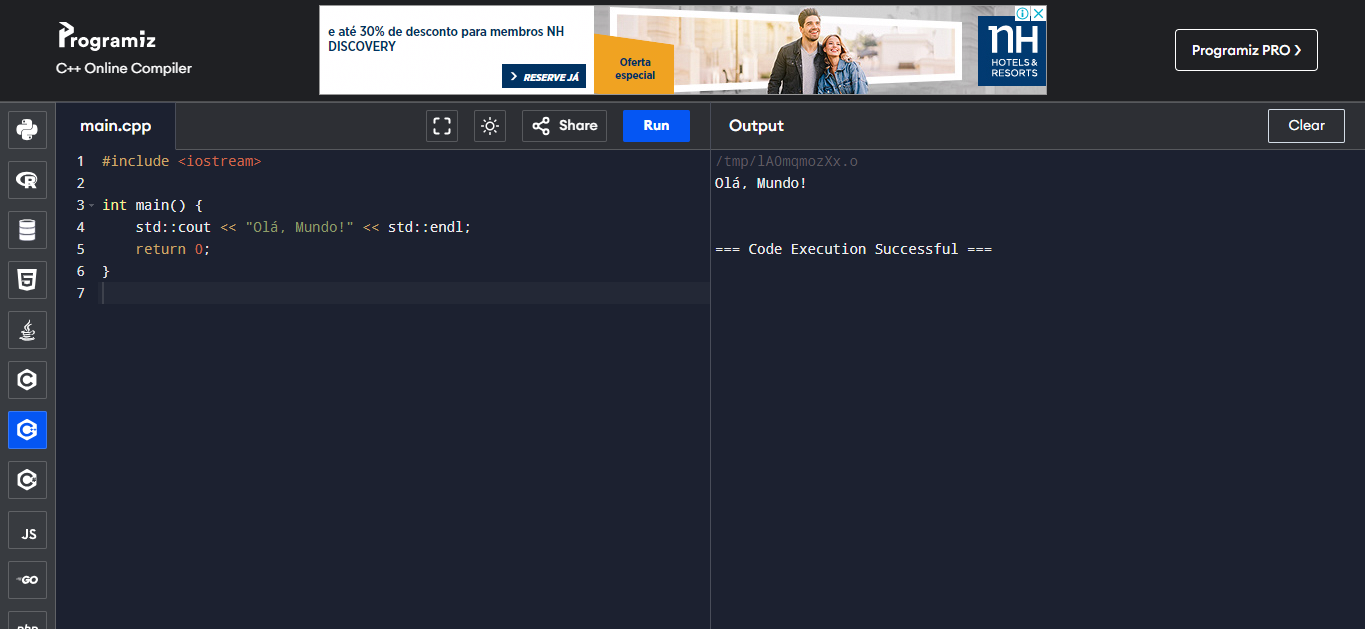 Programiz
C++ Online Compiler
e até 30% de desconto para membros NH
DISCOVERY
RESERVE JÁ
Oferta
especial
NH
HOTELS &
RESORTS
Programiz PRO
main.cpp
Share
Run
Output
Clear
1 #include <iostream>
2
3 int main() {
4     std::cout << "Olá, Mundo!" << std::endl;
5     return 0;
6 }
7
/tmp/lAOmqmozXx.o
Olá, Mundo!
=== Code Execution Successful ===
R
5
C
C
JS
GO
php